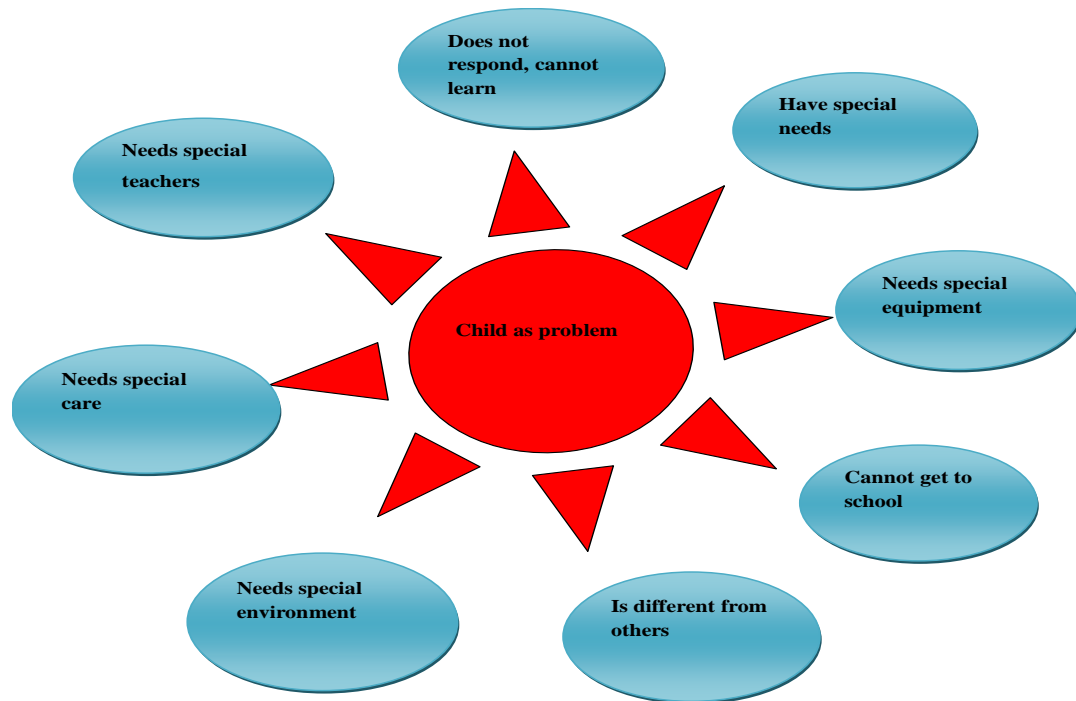 Does not
respond, cannot
learn
Have special
needs
Needs special
teachers
Needs special
equipment
Child as problem
Needs special
care
Cannot get to
school
Needs special
environment
Is different from
others